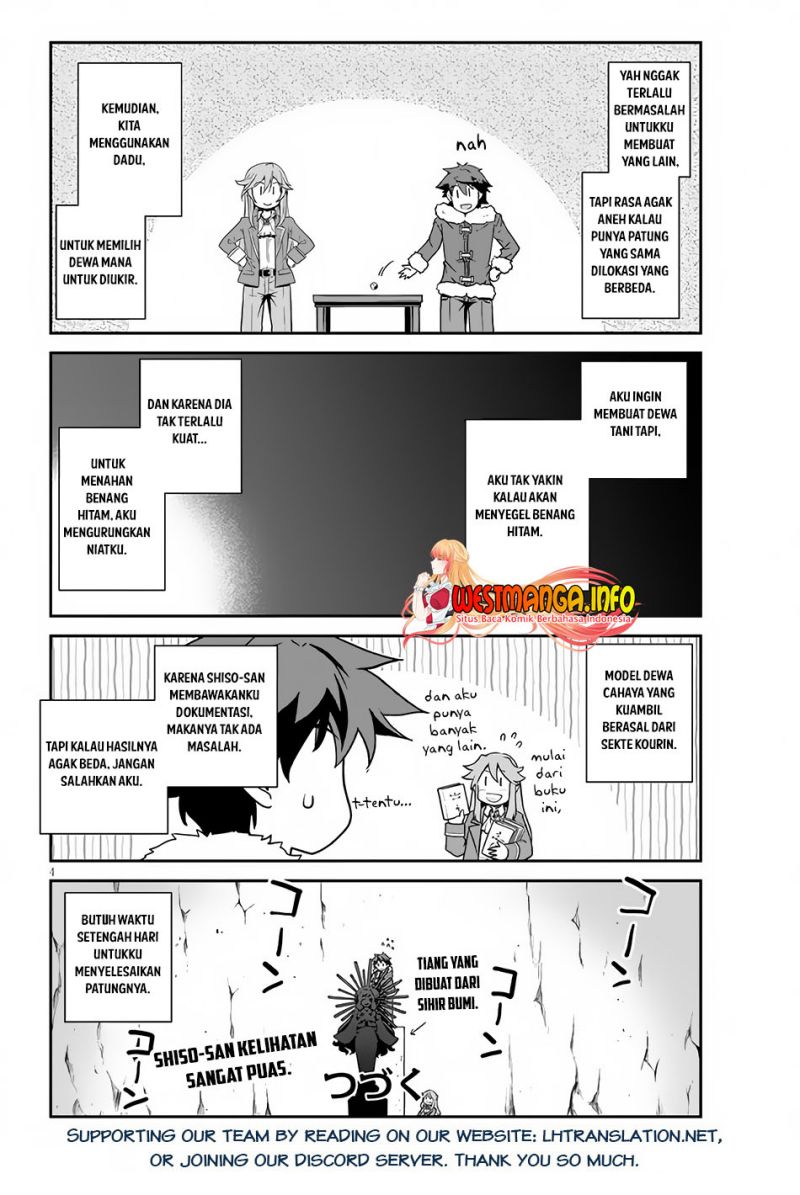 YAH NGGAK
TERLALU
BERMASALAH
UNTUKKU
MEMBUAT
YANG LAIN,
TAPI RASA AGAK
ANEH KALAU
PUNYA PATUNG
YANG SAMA
DILOKASI YANG
BERBEDA.
nah
KEMUDIAN,
KITA
MENGGUNAKAN
DADU,
UNTUK MEMILIH
DEWA MANA
UNTUK DIUKIR.
AKU INGIN
MEMBUAT DEWA
TANI TAPI,
AKU TAK YAKIN
KALAU AKAN
MENYEGEL BENANG
HITAM.
DAN KARENA DIA
TAK TERLALU
KUAT...
UNTUK
MENAHAN
BENANG
HITAM, AKU
MENGURUNGKAN
NIATKU.
WESTMANGA.INFO
Situs Baca Komik Berbahasa Indonesia
MODEL DEWA
CAHAYA YANG
KUAMBIL
BERASAL DARI
SEKTE KOURIN.
mulai
dari
buku
ini,
dan aku
punya
banyak
yang lain.
KARENA SHISO-SAN
MEMBAWAKANKU
DOKUMENTASI,
MAKANYA TAK ADA
MASALAH.
t-tentu...
TAPI KALAU HASILNYA
AGAK BEDA, JANGAN
SALAHKAN AKU.
4
コーン
コーン
TIANG YANG
DIBUAT DARI
SIHIR BUMI.
コーン
BUTUH WAKTU
SETENGAH HARI
UNTUKKU
MENYELESAIKAN
PATUNGNYA.
コーン
SHISO-SAN KELIHATAN
SANGAT PUAS.
つづく
SUPPORTING OUR TEAM BY READING ON OUR WEBSITE: LHTRANSLATION.NET,
OR JOINING OUR DISCORD SERVER. THANK YOU SO MUCH.